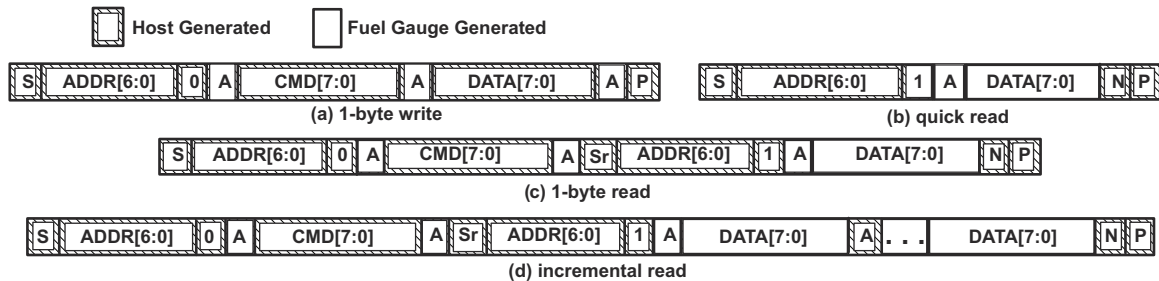 Host Generated Fuel Gauge Generated
S ADDR[6:0] 0 A CMD[7:0] A DATA[7:0] A P S ADDR[6:0] 1 A DATA[7:0] N P
(a) 1-byte write (b) quick read
S ADDR[6:0] 0 A CMD[7:0] A Sr ADDR[6:0] 1 A DATA[7:0] N P
(c) 1-byte read
S ADDR[6:0] 0 A CMD[7:0] A Sr ADDR[6:0] 1 A DATA[7:0] A . . . DATA[7:0] N P
(d) incremental read